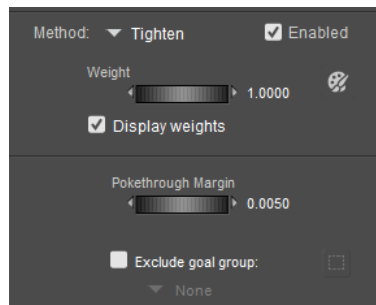 Method: Tighten Enabled
Weight
1.0000
Display weights
Pokethrough Margin
0.0050
Exclude goal group:
None